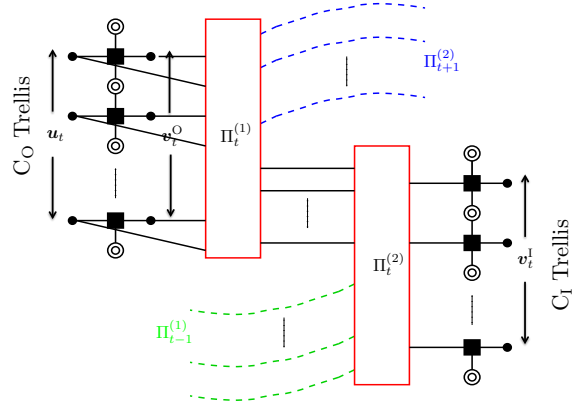 C_O Trellis
u_t
v_t^O
Π_t^{(1)}
Π_{t+1}^{(2)}
Π_{t-1}^{(1)}
Π_t^{(2)}
v_t^I
C_I Trellis